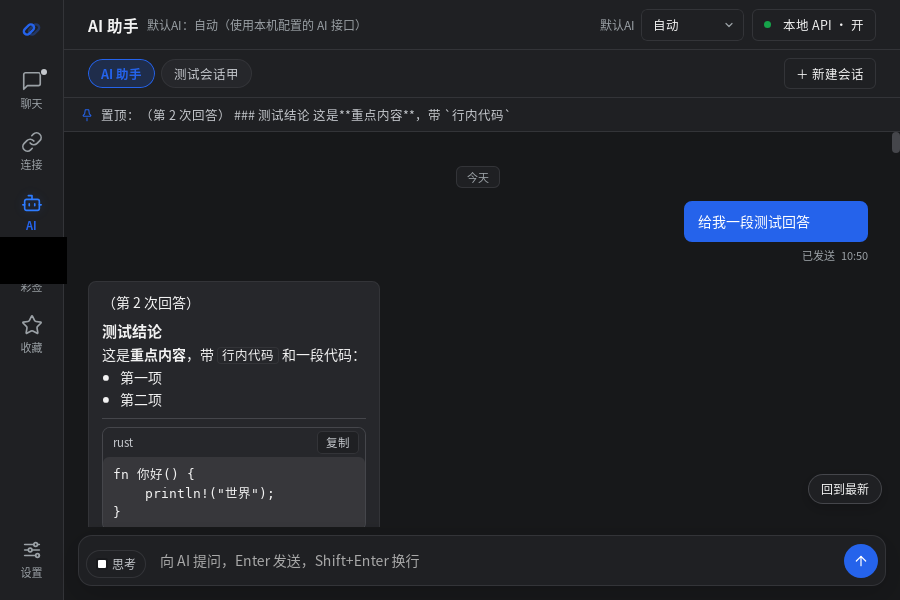 AI 助手 默认AI：自动（使用本机配置的 AI 接口） 默认AI 自动 本地 API · 开
AI 助手 测试会话甲 ＋ 新建会话
置顶：（第 2 次回答） ### 测试结论 这是**重点内容**，带 `行内代码`
聊天
连接
AI
彩签
收藏
设置
今天
给我一段测试回答
已发送 10:50
（第 2 次回答）
测试结论
这是重点内容，带 行内代码 和一段代码：
• 第一项
• 第二项
rust 复制
fn 你好() {
    println!("世界");
}
回到最新
思考 向 AI 提问，Enter 发送，Shift+Enter 换行